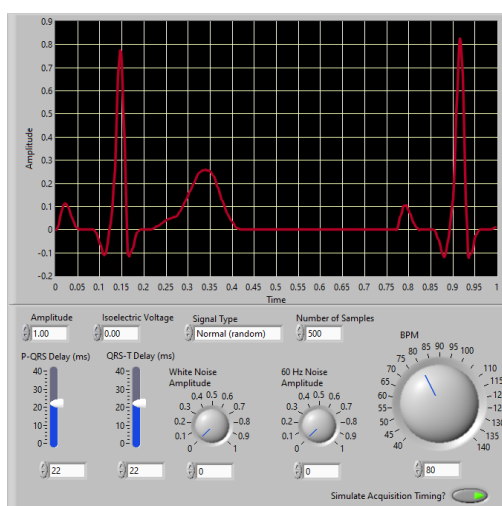 0.9
0.8
0.7
0.6
0.5
0.4
0.3
0.2
0.1
0
-0.1
-0.2
Amplitude
0 0.05 0.1 0.15 0.2 0.25 0.3 0.35 0.4 0.45 0.5 0.55 0.6 0.65 0.7 0.75 0.8 0.85 0.9 0.95 1
Time
Amplitude Isoelectric Voltage Signal Type Number of Samples
1.00 0.00 Normal (random) 500
P-QRS Delay (ms) QRS-T Delay (ms)
40
30
20
10
0
22
40
30
20
10
0
22
White Noise
Amplitude
0 0.1 0.2 0.3 0.4 0.5 0.6 0.7 0.8 0.9 1
0
60 Hz Noise
Amplitude
0 0.1 0.2 0.3 0.4 0.5 0.6 0.7 0.8 0.9 1
0
BPM
40 45 50 55 60 65 70 75 80 85 90 95 100 110 115 130 135 140
80
Simulate Acquisition Timing?